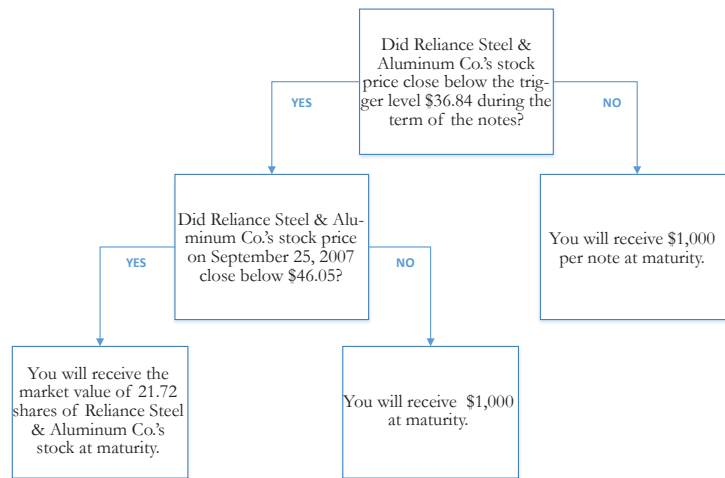 Did Reliance Steel &
Aluminum Co.'s stock
price close below the trig-
ger level $36.84 during the
term of the notes?
YES
NO
Did Reliance Steel & Alu-
minum Co.'s stock price
on September 25, 2007
close below $46.05?
You will receive $1,000
per note at maturity.
YES
NO
You will receive the
market value of 21.72
shares of Reliance Steel
& Aluminum Co.'s
stock at maturity.
You will receive $1,000
at maturity.